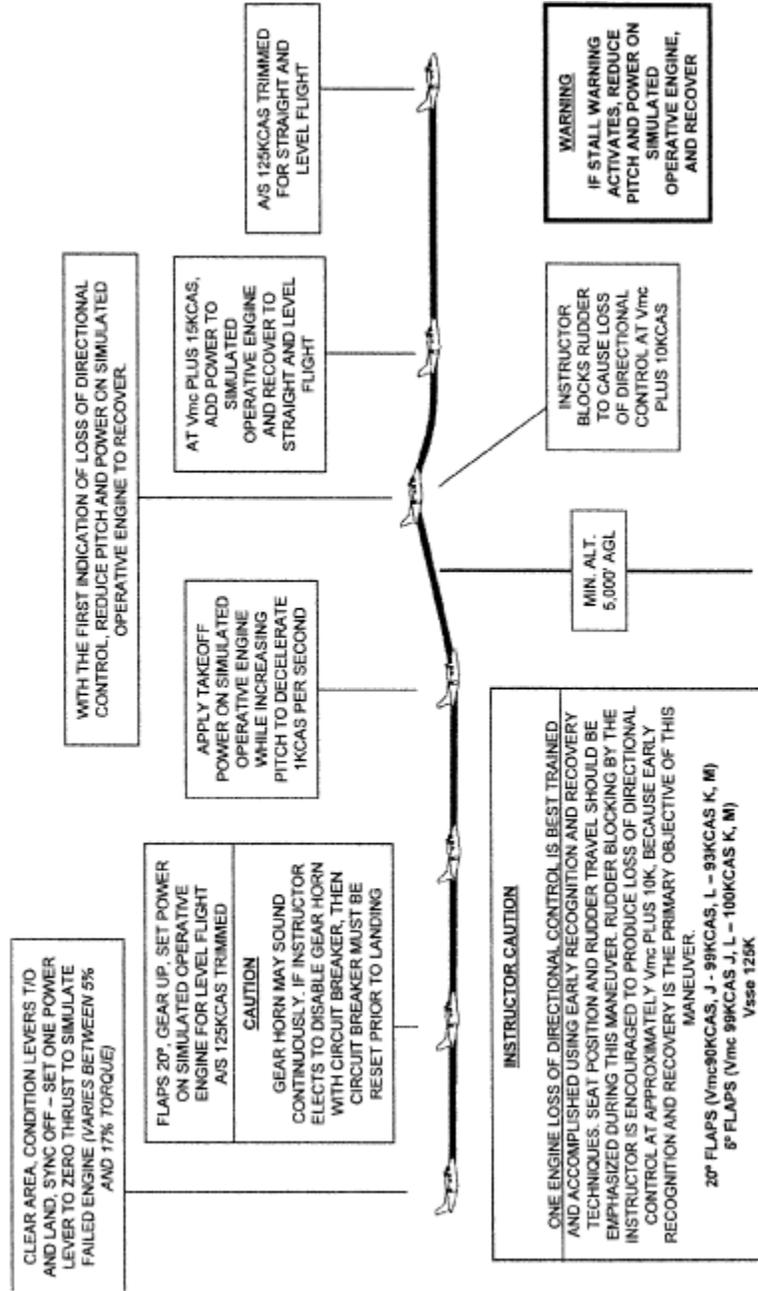 CLEAR AREA, CONDITION LEVERS T/O
AND LAND, SYNC OFF – SET ONE POWER
LEVER TO ZERO THRUST TO SIMULATE
FAILED ENGINE (VARIES BETWEEN 5%
AND 17% TORQUE)
FLAPS 20º, GEAR UP, SET POWER
ON SIMULATED OPERATIVE
ENGINE FOR LEVEL FLIGHT
A/S 125KCAS TRIMMED
CAUTION
GEAR HORN MAY SOUND
CONTINUOUSLY. IF INSTRUCTOR
ELECTS TO DISABLE GEAR HORN
WITH CIRCUIT BREAKER, THEN
CIRCUIT BREAKER MUST BE
RESET PRIOR TO LANDING
APPLY TAKEOFF
POWER ON SIMULATED
OPERATIVE ENGINE
WHILE INCREASING
PITCH TO DECELERATE
1KCAS PER SECOND
WITH THE FIRST INDICATION OF LOSS OF DIRECTIONAL
CONTROL, REDUCE PITCH AND POWER ON SIMULATED
OPERATIVE ENGINE TO RECOVER.
AT Vmc PLUS 15KCAS,
ADD POWER TO
SIMULATED
OPERATIVE ENGINE
AND RECOVER TO
STRAIGHT AND LEVEL
FLIGHT
A/S 125KCAS TRIMMED
FOR STRAIGHT AND
LEVEL FLIGHT
INSTRUCTOR CAUTION
ONE ENGINE LOSS OF DIRECTIONAL CONTROL IS BEST TRAINED
AND ACCOMPLISHED USING EARLY RECOGNITION AND RECOVERY
TECHNIQUES. SEAT POSITION AND RUDDER TRAVEL SHOULD BE
EMPHASIZED DURING THIS MANEUVER. RUDDER BLOCKING BY THE
INSTRUCTOR IS ENCOURAGED TO PRODUCE LOSS OF DIRECTIONAL
CONTROL AT APPROXIMATELY Vmc PLUS 10K, BECAUSE EARLY
RECOGNITION AND RECOVERY IS THE PRIMARY OBJECTIVE OF THIS
MANEUVER.
20º FLAPS (Vmc90KCAS, J - 99KCAS, L – 93KCAS K, M)
6º FLAPS (Vmc 99KCAS J, L – 100KCAS K, M)
Vsse 125K
MIN. ALT.
5,000' AGL
INSTRUCTOR
BLOCKS RUDDER
TO CAUSE LOSS
OF DIRECTIONAL
CONTROL AT Vmc
PLUS 10KCAS
WARNING
IF STALL WARNING
ACTIVATES, REDUCE
PITCH AND POWER ON
SIMULATED
OPERATIVE ENGINE,
AND RECOVER